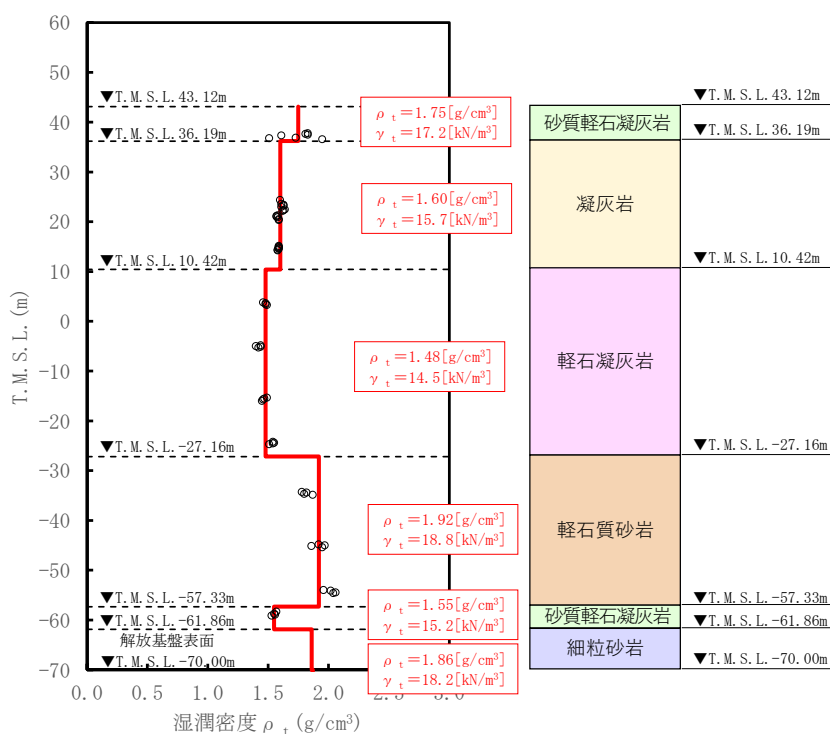 60
50
40
30
20
10
0
-10
-20
-30
-40
-50
-60
-70
T.M.S.L.(m)
▼T.M.S.L.43.12m
▼T.M.S.L.36.19m
▼T.M.S.L.10.42m
▼T.M.S.L.-27.16m
▼T.M.S.L.-57.33m
▼T.M.S.L.-61.86m
解放基盤表面
▼T.M.S.L.-70.00m
ρt=1.75[g/cm³]
γt=17.2[kN/m³]
ρt=1.60[g/cm³]
γt=15.7[kN/m³]
ρt=1.48[g/cm³]
γt=14.5[kN/m³]
ρt=1.92[g/cm³]
γt=18.8[kN/m³]
ρt=1.55[g/cm³]
γt=15.2[kN/m³]
ρt=1.86[g/cm³]
γt=18.2[kN/m³]
0.0 0.5 1.0 1.5 2.0 3.0
湿潤密度ρt(g/cm³)
砂質軽石凝灰岩
凝灰岩
軽石凝灰岩
軽石質砂岩
砂質軽石凝灰岩
細粒砂岩
▼T.M.S.L.43.12m
▼T.M.S.L.36.19m
▼T.M.S.L.10.42m
▼T.M.S.L.-27.16m
▼T.M.S.L.-57.33m
▼T.M.S.L.-61.86m
▼T.M.S.L.-70.00m